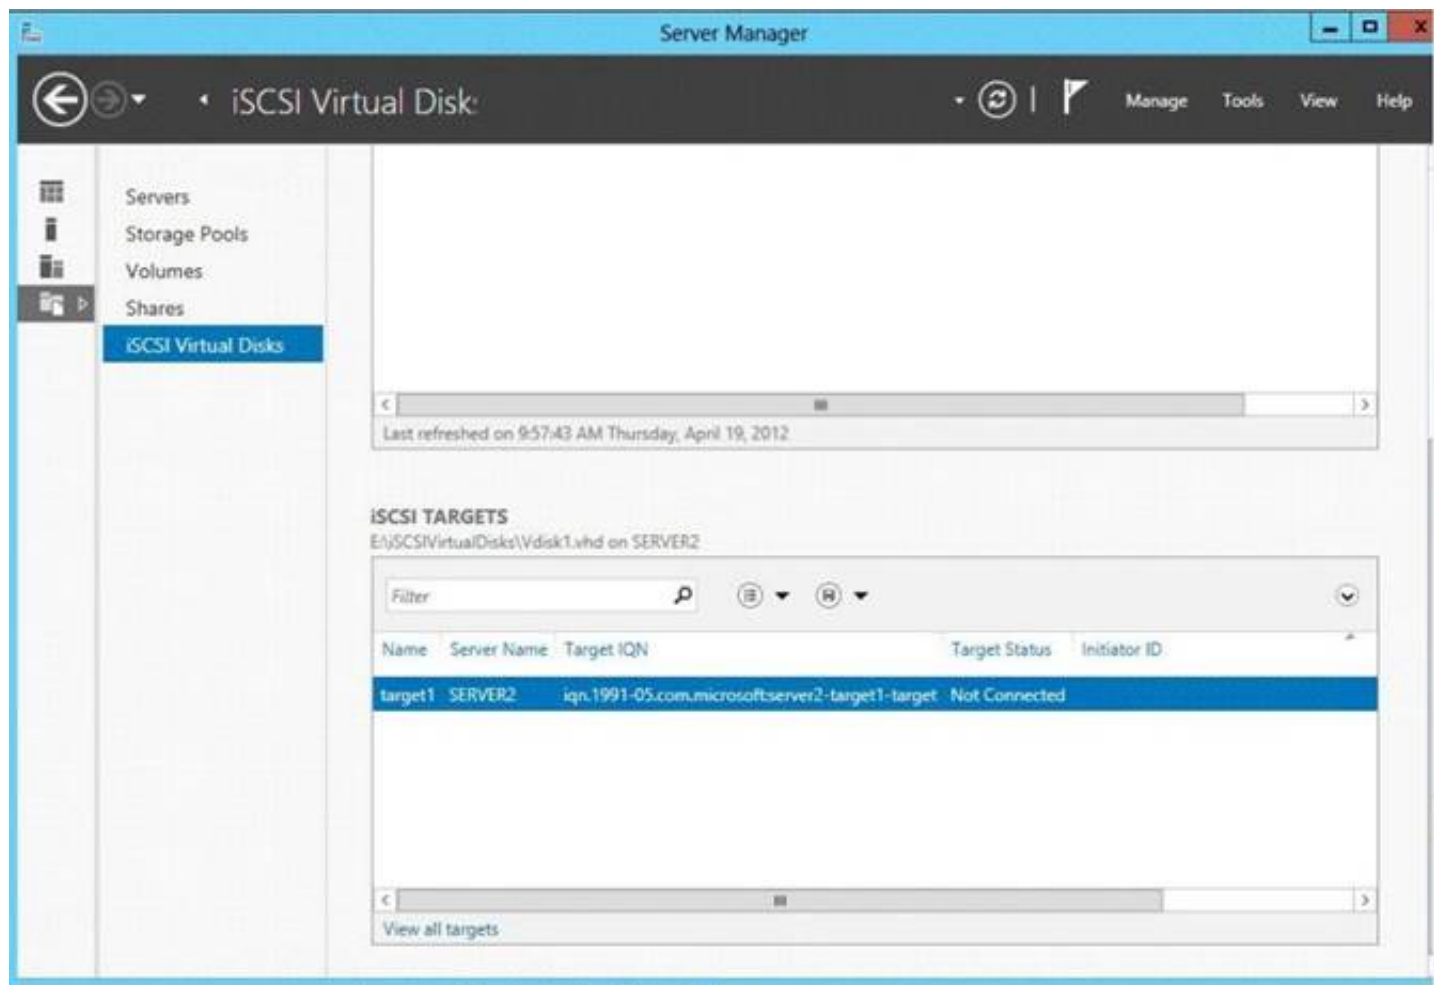 Server Manager
iSCSI Virtual Disk
Manage Tools View Help
Servers
Storage Pools
Volumes
Shares
iSCSI Virtual Disks
Last refreshed on 9:57:43 AM Thursday, April 19, 2012
iSCSI TARGETS
E:\iSCSIVirtualDisks\Vdisk1.vhd on SERVER2
Filter
Name Server Name Target IQN Target Status Initiator ID
target1 SERVER2 iqn.1991-05.com.microsoft:server2-target1-target Not Connected
View all targets